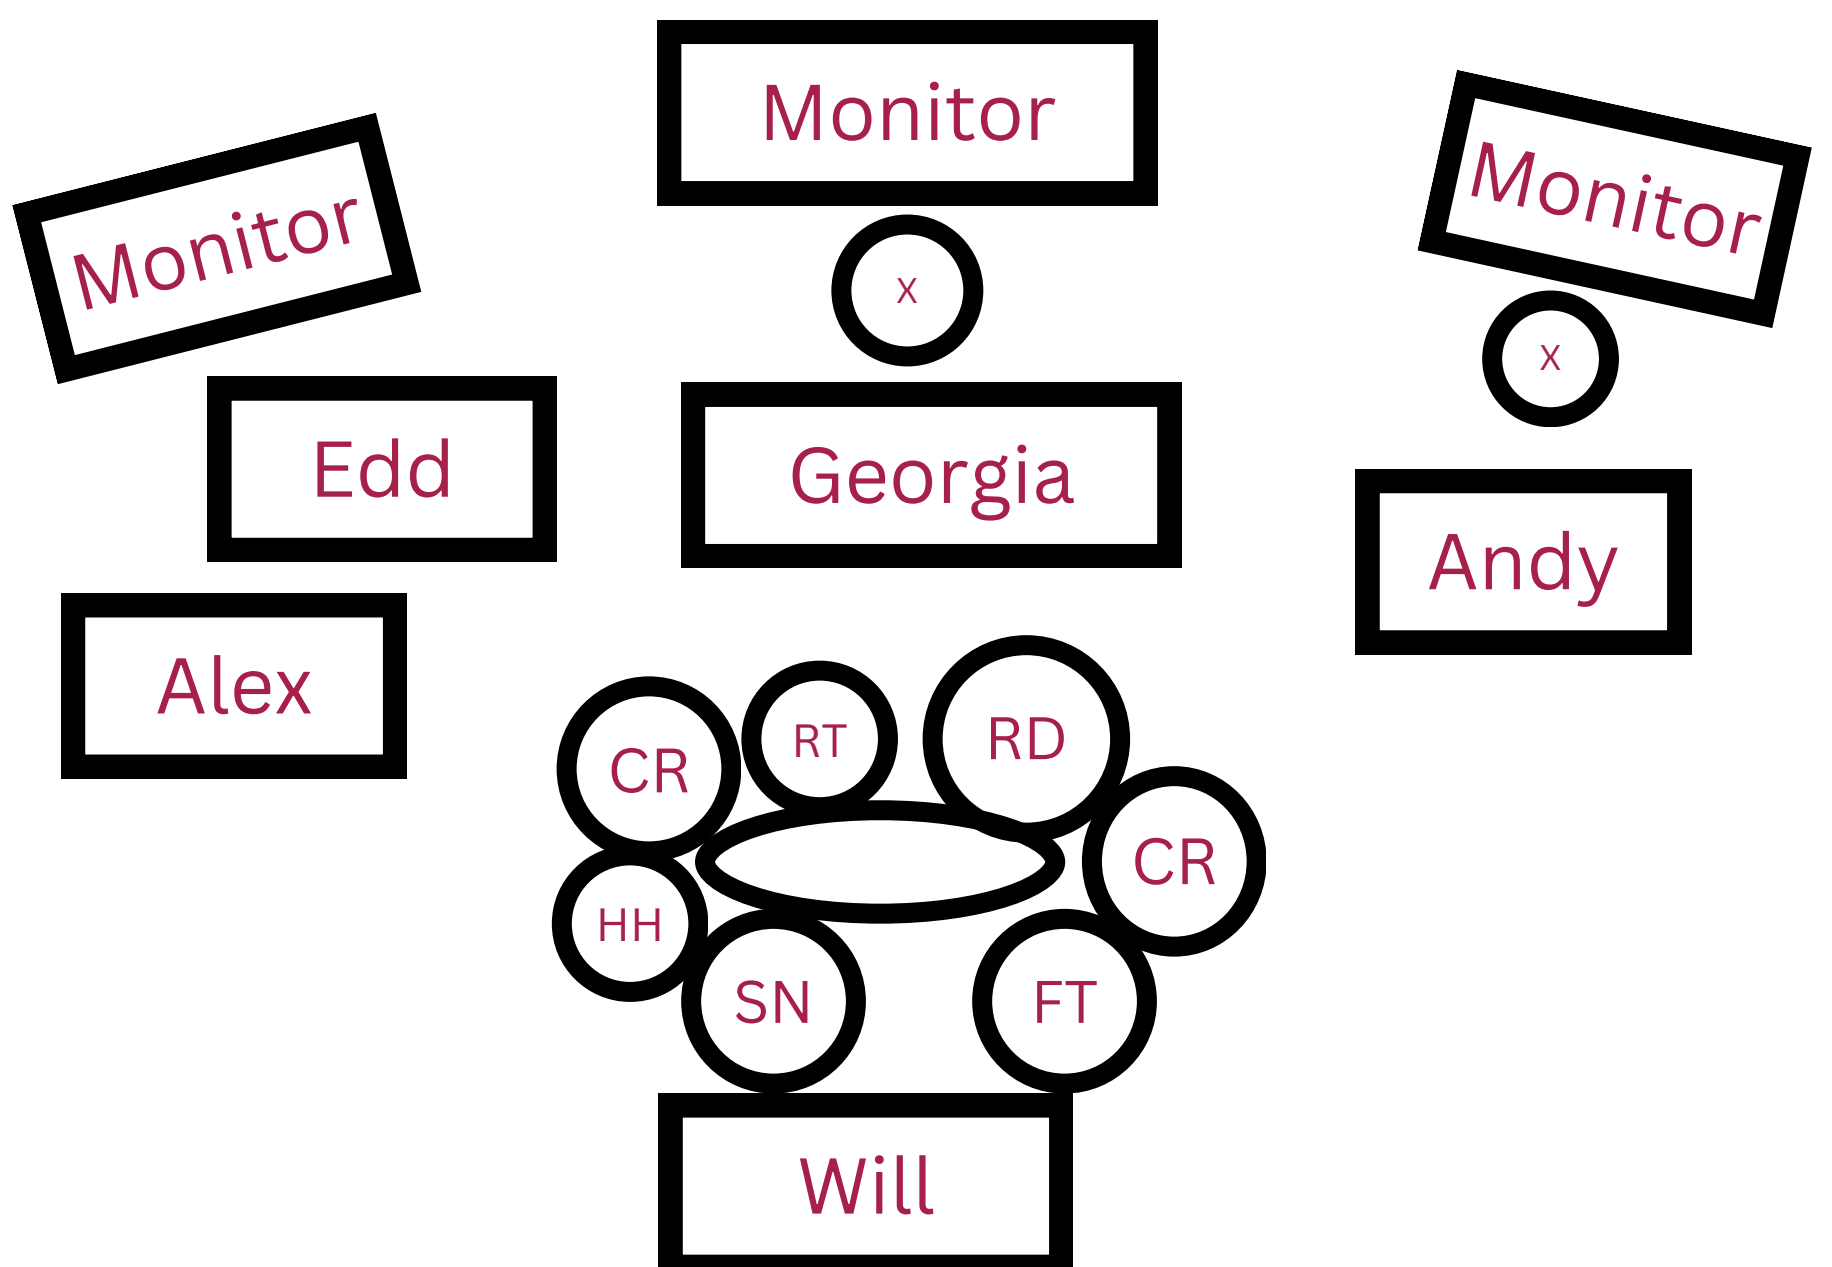 Monitor
Monitor
Monitor
X
X
Edd
Georgia
Andy
Alex
CR
RT
RD
CR
HH
SN
FT
Will